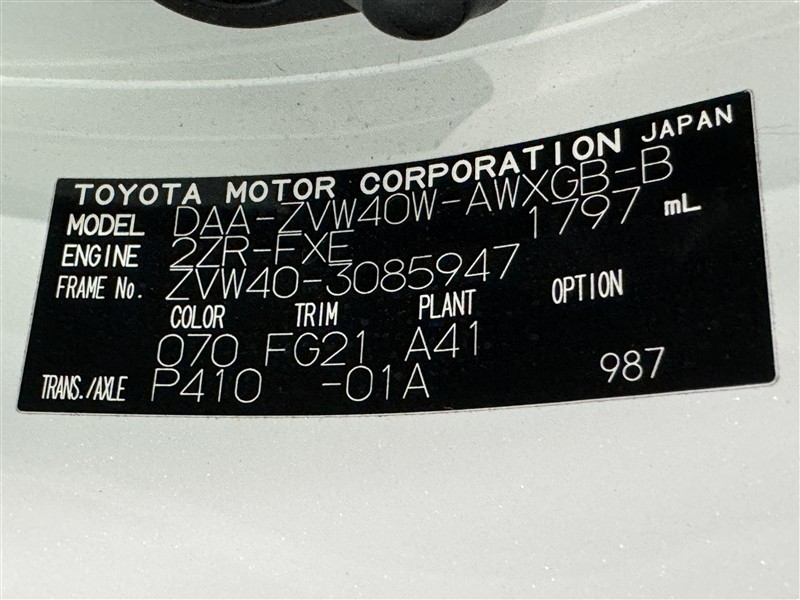 TOYOTA MOTOR CORPORATION JAPAN
MODEL DAA-ZVW40W-AWXGB-B
ENGINE 2ZR-FXE 1797 mL
FRAME No. ZVW40-3085947
COLOR TRIM PLANT OPTION
070 FG21 A41
TRANS./AXLE P410 -01A 987